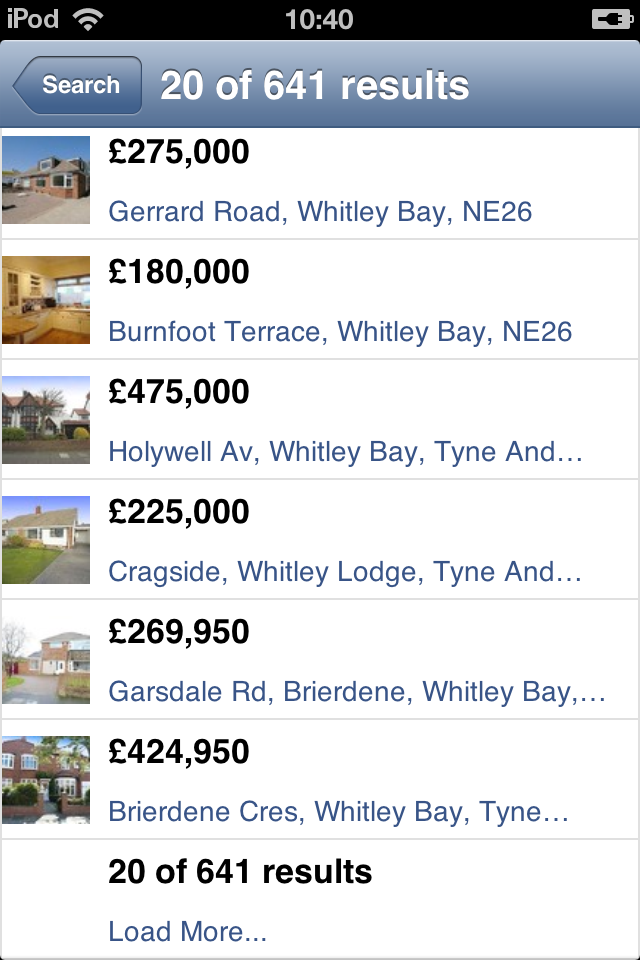 iPod 10:40
Search 20 of 641 results
£275,000
Gerrard Road, Whitley Bay, NE26
£180,000
Burnfoot Terrace, Whitley Bay, NE26
£475,000
Holywell Av, Whitley Bay, Tyne And…
£225,000
Cragside, Whitley Lodge, Tyne And…
£269,950
Garsdale Rd, Brierdene, Whitley Bay,…
£424,950
Brierdene Cres, Whitley Bay, Tyne…
20 of 641 results
Load More...